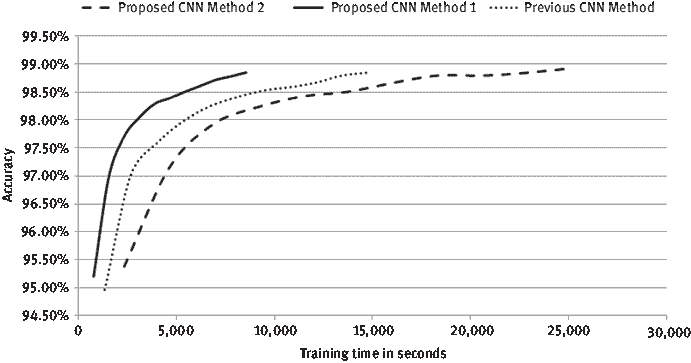 Proposed CNN Method 2 Proposed CNN Method 1 Previous CNN Method
99.50%
99.00%
98.50%
98.00%
97.50%
97.00%
96.50%
96.00%
95.50%
95.00%
94.50%
Accuracy
0 5,000 10,000 15,000 20,000 25,000 30,000
Training time in seconds